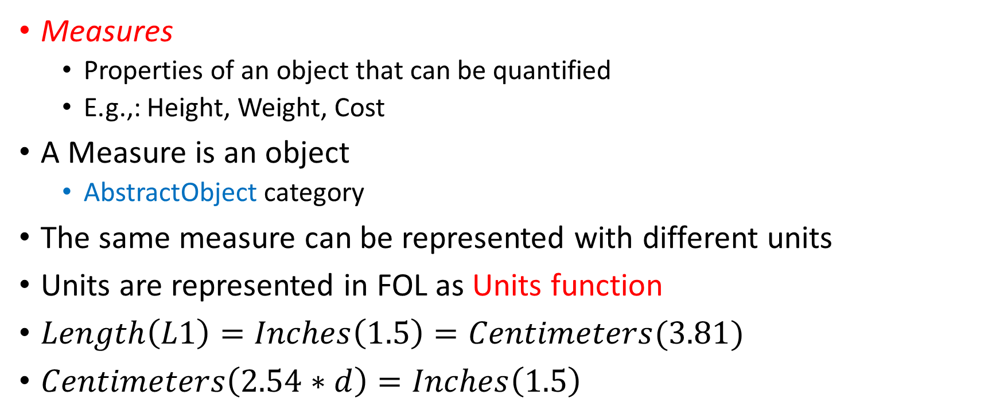 • Measures
• Properties of an object that can be quantified
• E.g.,: Height, Weight, Cost
• A Measure is an object
• AbstractObject category
• The same measure can be represented with different units
• Units are represented in FOL as Units function
• Length(L1) = Inches(1.5) = Centimeters(3.81)
• Centimeters(2.54 ∗ d) = Inches(1.5)